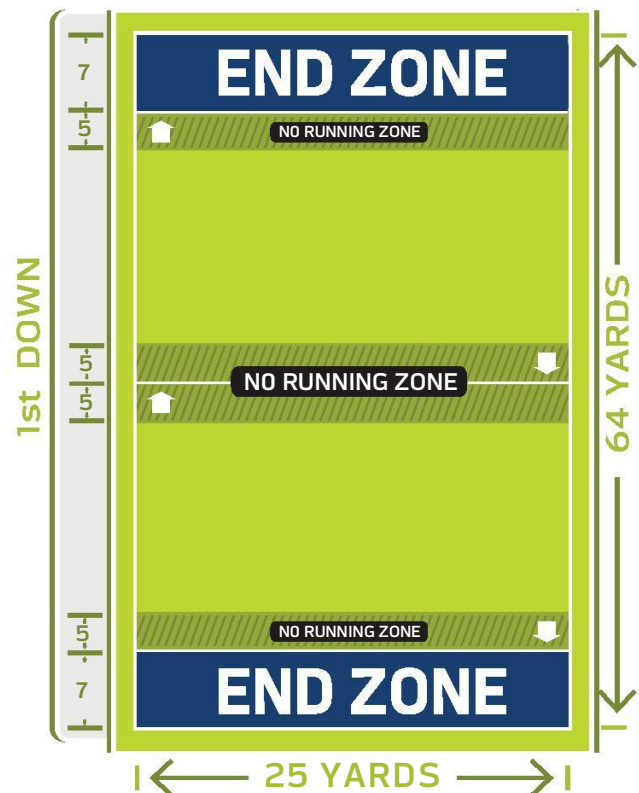 END ZONE
7
5
NO RUNNING ZONE
1st DOWN
64 YARDS
5
NO RUNNING ZONE
5
5
NO RUNNING ZONE
7
END ZONE
25 YARDS